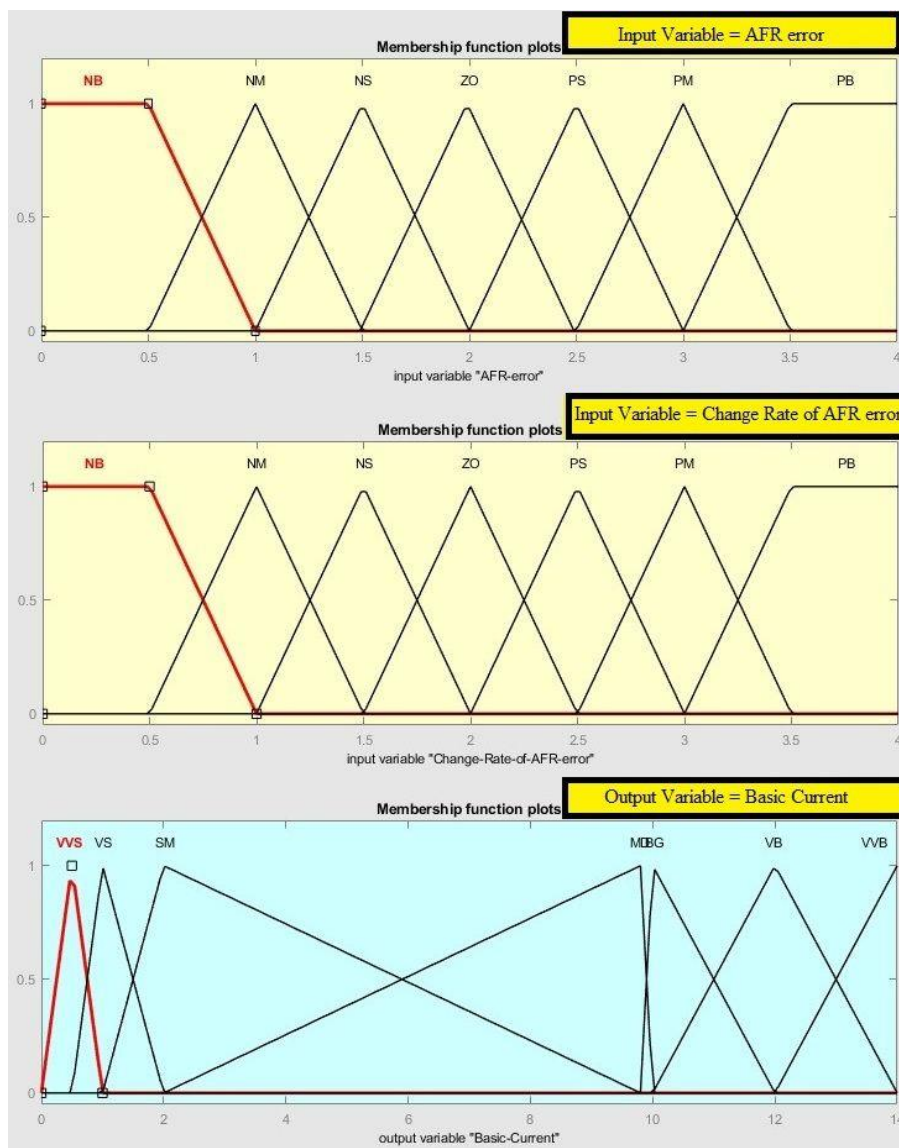 Input Variable = AFR error
Membership function plots
NB NM NS ZO PS PM PB
1
0.5
0
0 0.5 1 1.5 2 2.5 3 3.5 4
input variable "AFR-error"
Input Variable = Change Rate of AFR error
Membership function plots
NB NM NS ZO PS PM PB
1
0.5
0
0 0.5 1 1.5 2 2.5 3 3.5 4
input variable "Change-Rate-of-AFR-error"
Output Variable = Basic Current
Membership function plots
VVS VS SM BG VB VVB
1
0.5
0
0 2 4 6 8 10 12 14
output variable "Basic-Current"